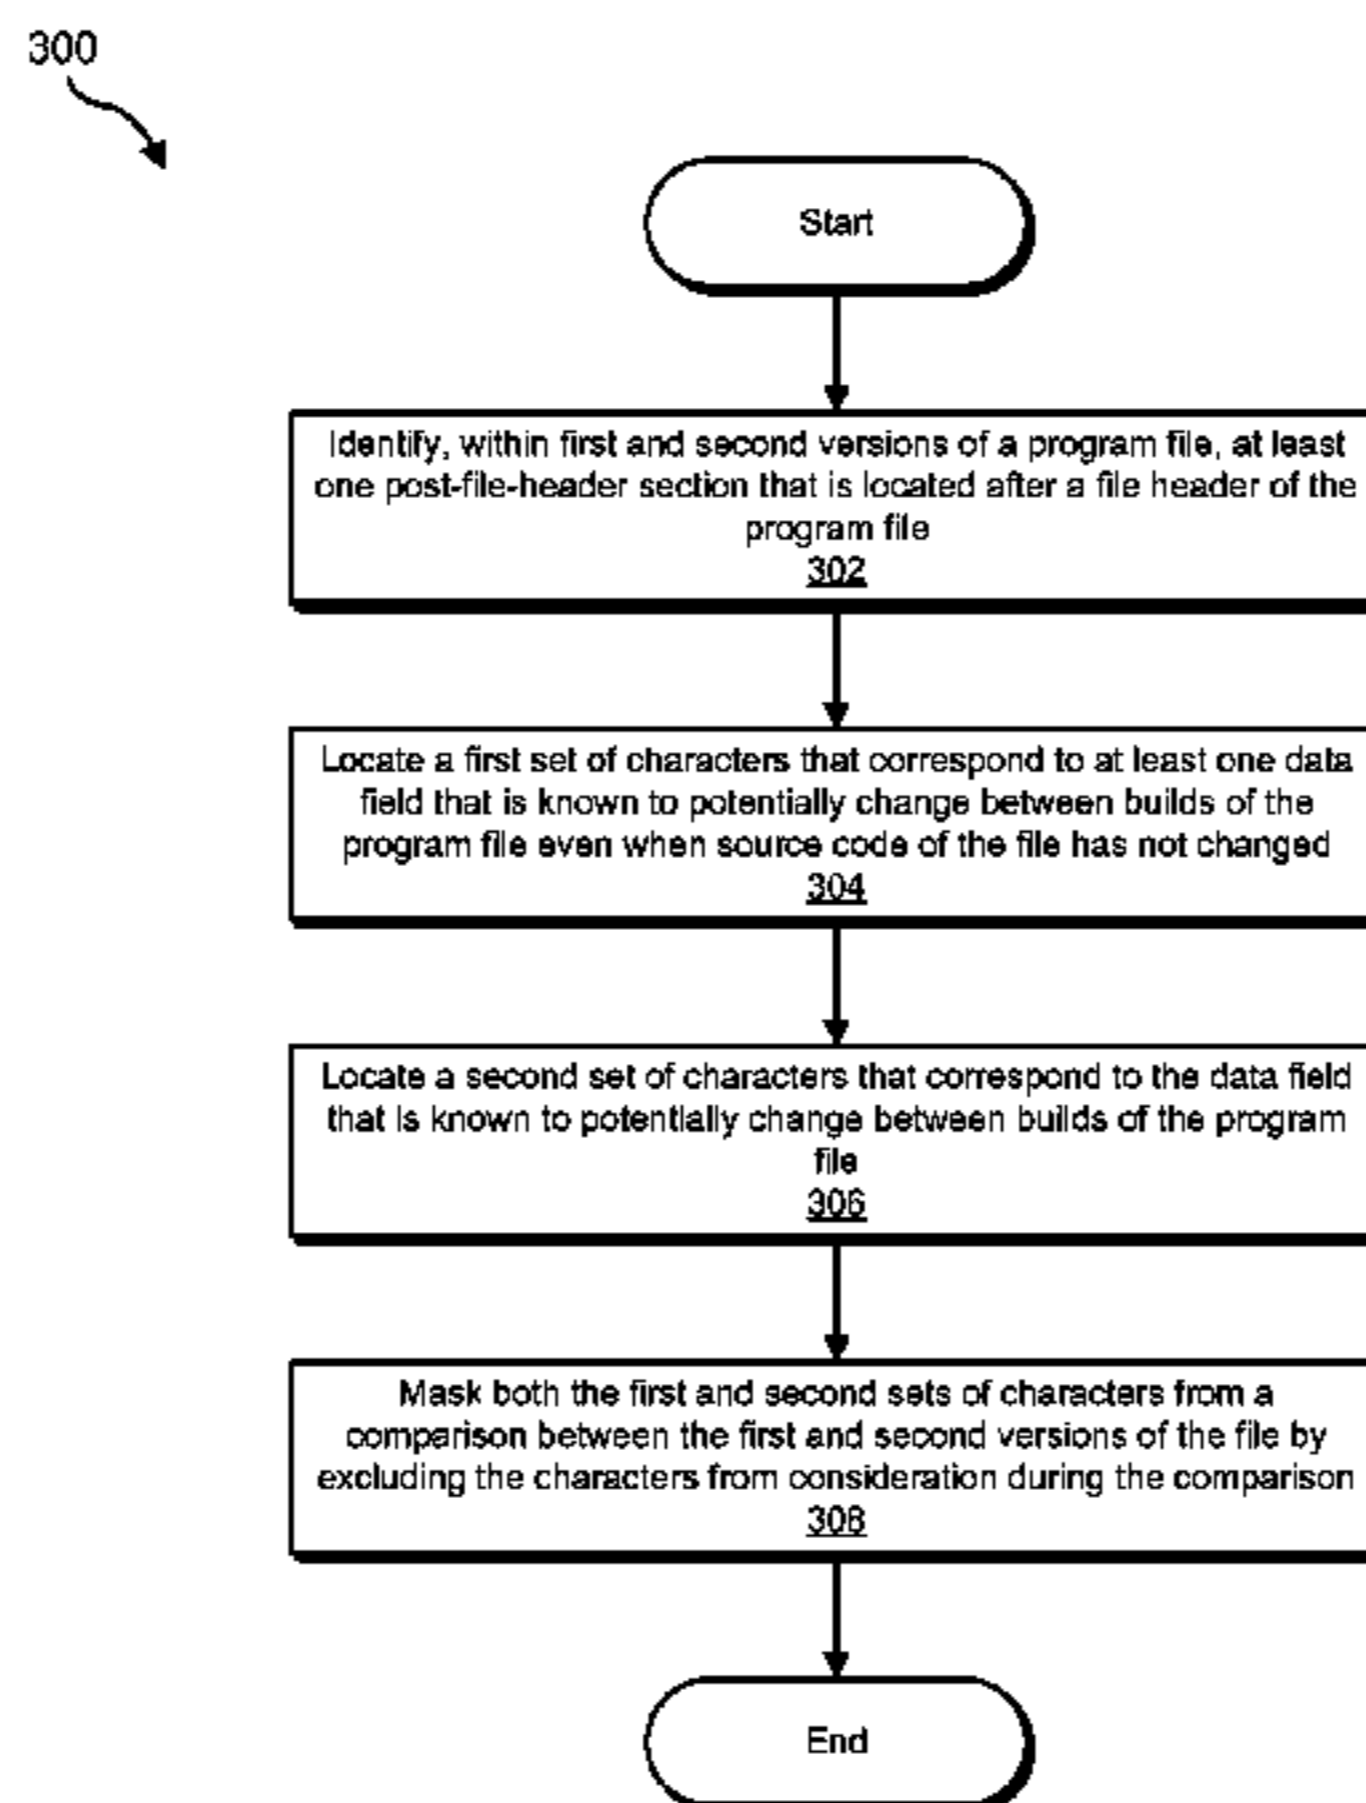 300
Start
Identify, within first and second versions of a program file, at least
one post-file-header section that is located after a file header of the
program file
302
Locate a first set of characters that correspond to at least one data
field that is known to potentially change between builds of the
program file even when source code of the file has not changed
304
Locate a second set of characters that correspond to the data field
that is known to potentially change between builds of the program
file
306
Mask both the first and second sets of characters from a
comparison between the first and second versions of the file by
excluding the characters from consideration during the comparison
308
End